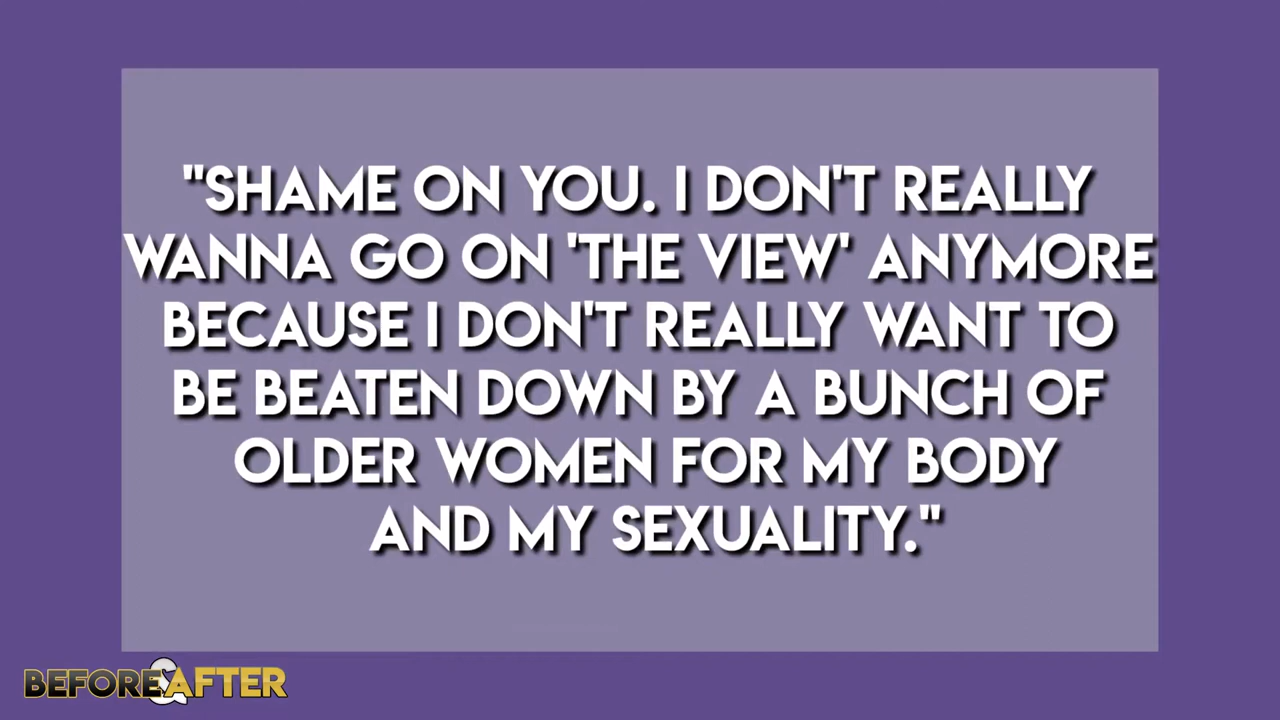 "SHAME ON YOU. I DON'T REALLY
WANNA GO ON 'THE VIEW' ANYMORE
BECAUSE I DON'T REALLY WANT TO
BE BEATEN DOWN BY A BUNCH OF
OLDER WOMEN FOR MY BODY
AND MY SEXUALITY."
BEFORE & AFTER